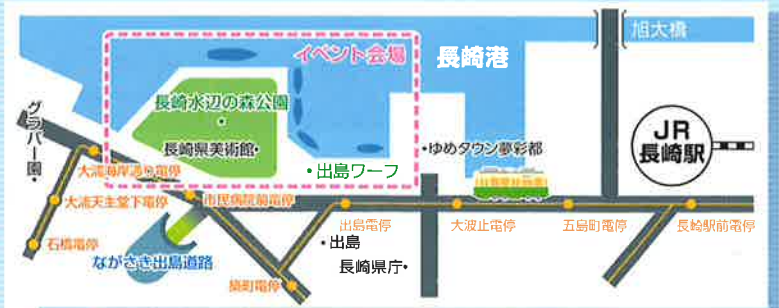 旭大橋
イベント会場
長崎港
長崎水辺の森公園
グラバー園・
JR
長崎駅
長崎県美術館・
・ゆめタウン夢彩都
大浦海岸通り電停
・出島ワーフ
大浦天主堂下電停
市民病院前電停
出島電停
大波止電停
五島町電停
長崎駅前電停
石橋電停
・出島
ながさき出島道路
長崎県庁・
築町電停